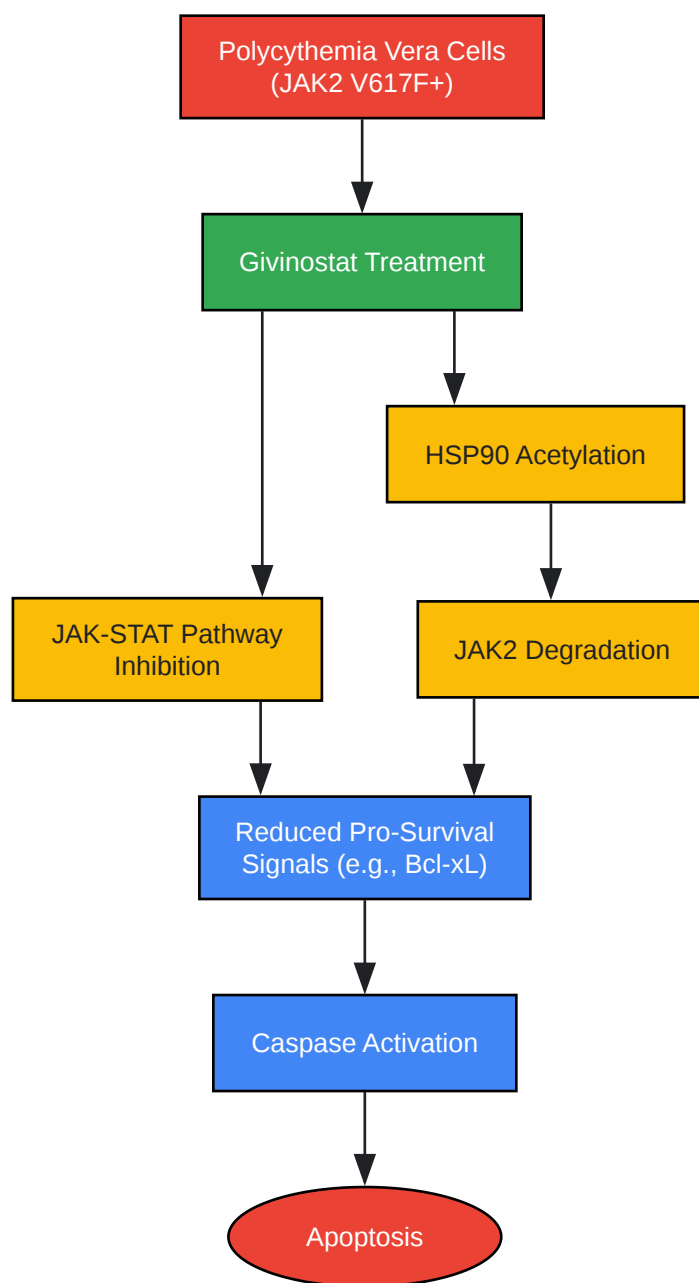 Polycythemia Vera Cells
(JAK2 V617F+)
Givinostat Treatment
HSP90 Acetylation
JAK-STAT Pathway
Inhibition
JAK2 Degradation
Reduced Pro-Survival
Signals (e.g., Bcl-xL)
Caspase Activation
Apoptosis